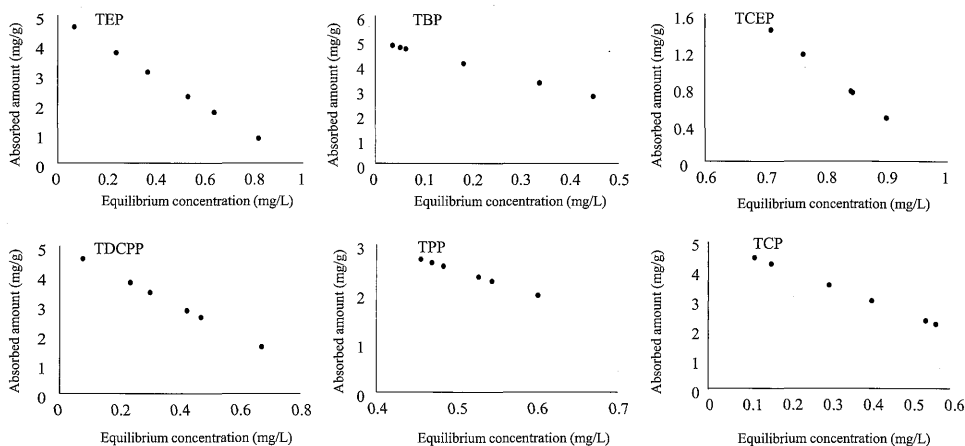 TEP
Absorbed amount (mg/g)
5
4
3
2
1
0
0 0.2 0.4 0.6 0.8 1
Equilibrium concentration (mg/L)
TBP
Absorbed amount (mg/g)
6
5
4
3
2
1
0
0 0.1 0.2 0.3 0.4 0.5
Equilibrium concentration (mg/L)
TCEP
Absorbed amount (mg/g)
1.6
1.2
0.8
0.4
0
0.6 0.7 0.8 0.9 1
Equilibrium concentration (mg/L)
TDCPP
Absorbed amount (mg/g)
5
4
3
2
1
0
0 0.2 0.4 0.6 0.8
Equilibrium concentration (mg/L)
TPP
Absorbed amount (mg/g)
3
2
1
0
0.4 0.5 0.6 0.7
Equilibrium concentration (mg/L)
TCP
Absorbed amount (mg/g)
5
4
3
2
1
0
0 0.1 0.2 0.3 0.4 0.5 0.6
Equilibrium concentration (mg/L)